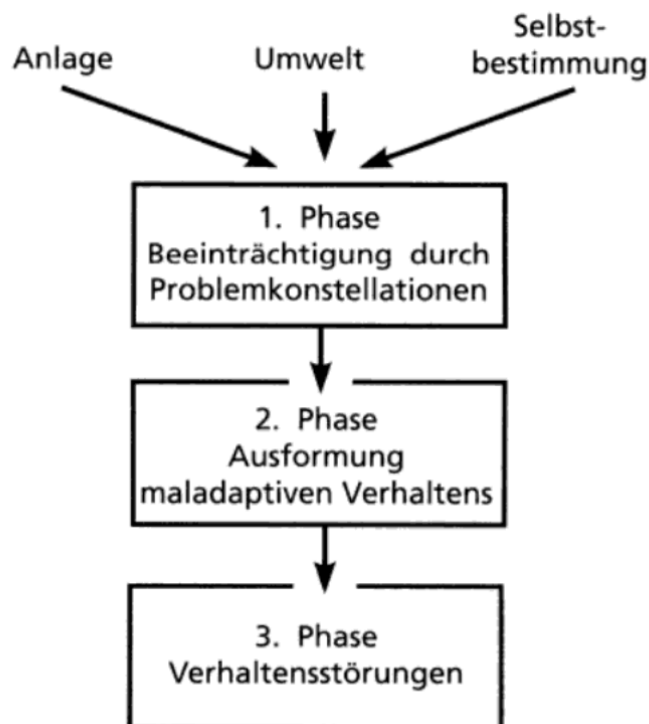 Anlage
Umwelt
Selbst-
bestimmung
1. Phase
Beeinträchtigung durch
Problemkonstellationen
2. Phase
Ausformung
maladaptiven Verhaltens
3. Phase
Verhaltensstörungen